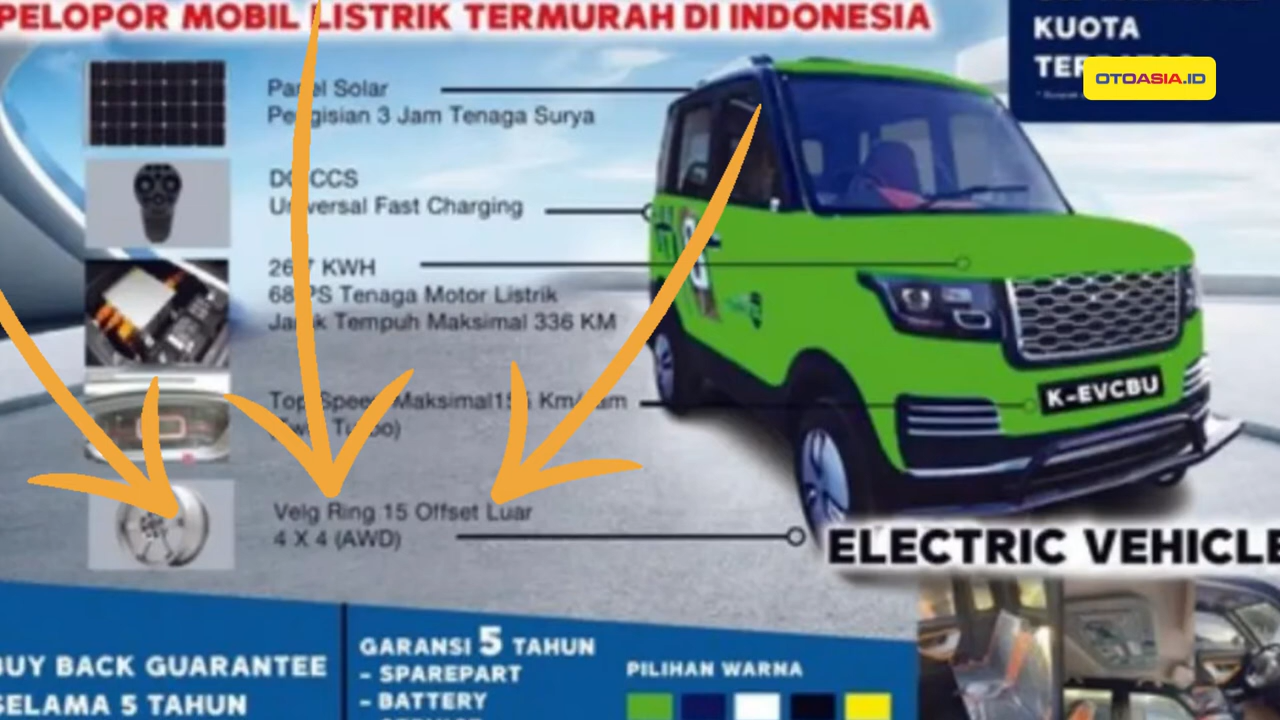 PELOPOR MOBIL LISTRIK TERMURAH DI INDONESIA
KUOTA
OTOASIA.ID
Panel Solar
Pengisian 3 Jam Tenaga Surya
CCS
Universal Fast Charging
KWH
68 PS Tenaga Motor Listrik
Jarak Tempuh Maksimal 336 KM
Top Speed Maksimal
K-EVCBU
Velg Ring 15 Offset Luar
4 X 4 (AWD)
ELECTRIC VEHICLE
BUY BACK GUARANTEE
SELAMA 5 TAHUN
GARANSI 5 TAHUN
- SPAREPART
- BATTERY
PILIHAN WARNA